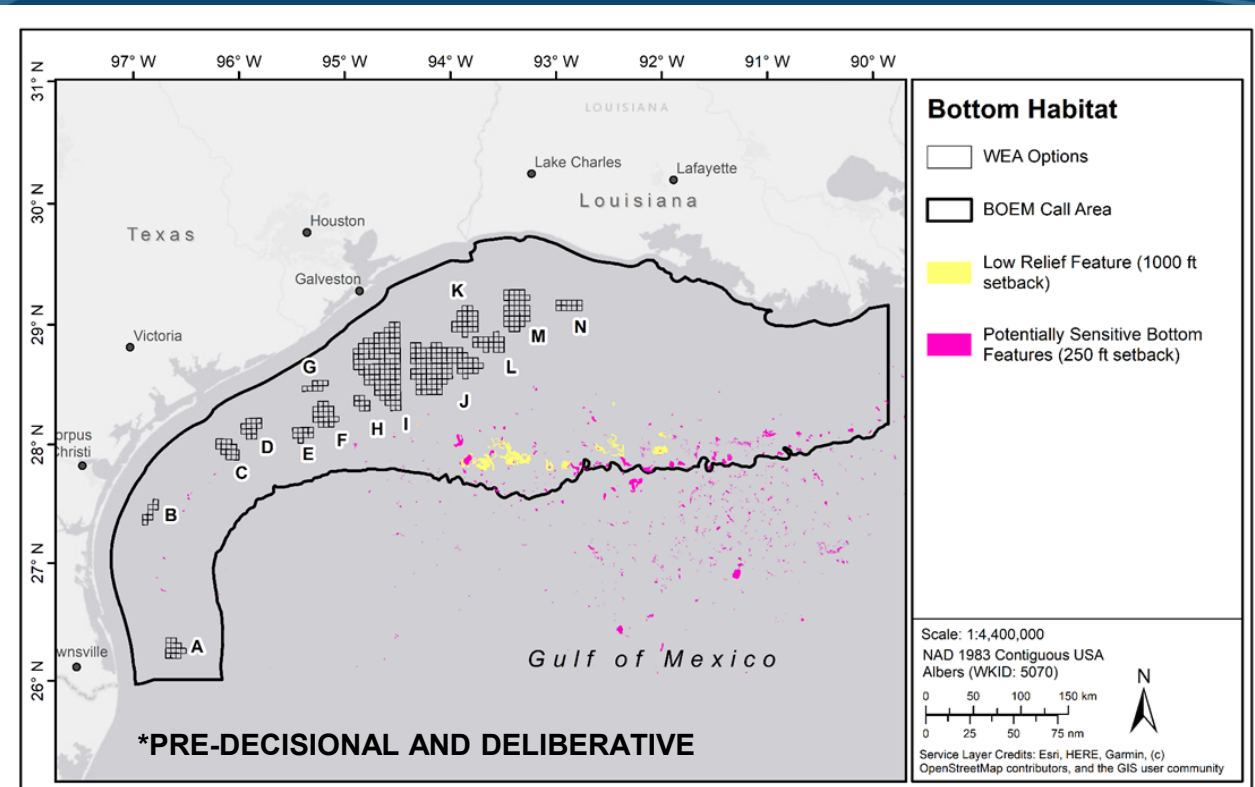 97° W 96° W 95° W 94° W 93° W 92° W 91° W 90° W
31° N
30° N
29° N
28° N
27° N
26° N
LOUISIANA
Lake Charles
Lafayette
Louisiana
Houston
Texas
Galveston
Victoria
orpus
Christi
wnsville
K
M
N
G
L
J
I
H
F
E
D
C
B
A
Gulf of Mexico
*PRE-DECISIONAL AND DELIBERATIVE
Bottom Habitat
WEA Options
BOEM Call Area
Low Relief Feature (1000 ft
setback)
Potentially Sensitive Bottom
Features (250 ft setback)
Scale: 1:4,400,000
NAD 1983 Contiguous USA
Albers (WKID: 5070)
N
0 50 100 150 km
0 25 50 75 nm
Service Layer Credits: Esri, HERE, Garmin, (c)
OpenStreetMap contributors, and the GIS user community